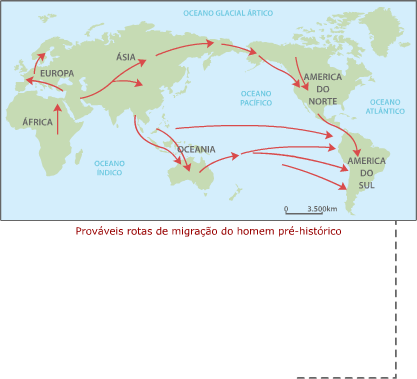 OCEANO GLACIAL ÁRTICO
ÁSIA
EUROPA
AMERICA
DO
NORTE
OCEANO
PACÍFICO
OCEANO
ATLÂNTICO
ÁFRICA
OCEANIA
OCEANO
ÍNDICO
AMERICA
DO
SUL
0 3.500km
Prováveis rotas de migração do homem pré-histórico